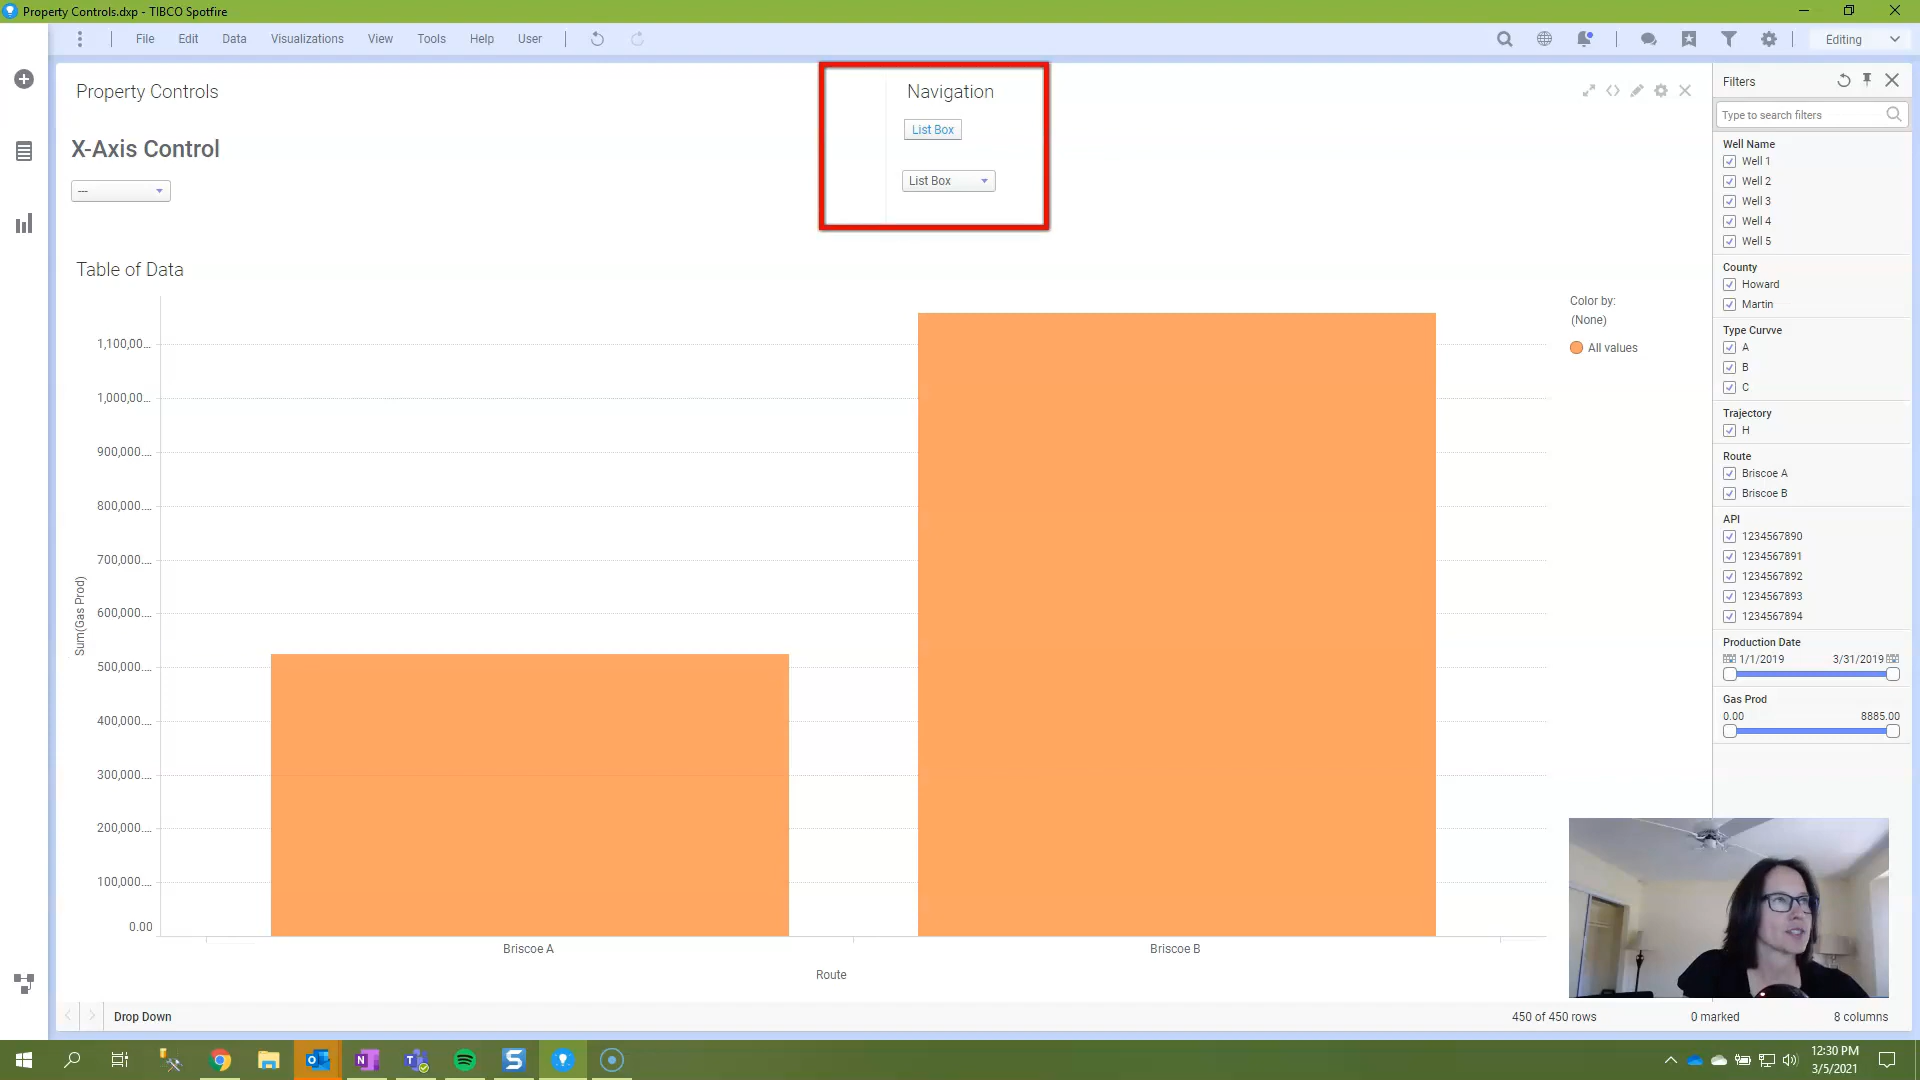 Property Controls.dxp - TIBCO Spotfire
File Edit Data Visualizations View Tools Help User
Editing
Property Controls
X-Axis Control
---
Navigation
List Box
List Box
Table of Data
Sum(Gas Prod)
1,100,00...
1,000,00...
900,000....
800,000....
700,000....
600,000....
500,000....
400,000....
300,000....
200,000....
100,000....
0.00
Briscoe A
Briscoe B
Route
Color by:
(None)
All values
Filters
Type to search filters
Well Name
Well 1
Well 2
Well 3
Well 4
Well 5
County
Howard
Martin
Type Curvve
A
B
C
Trajectory
H
Route
Briscoe A
Briscoe B
API
1234567890
1234567891
1234567892
1234567893
1234567894
Production Date
1/1/2019 3/31/2019
Gas Prod
0.00 8885.00
Drop Down
450 of 450 rows
0 marked
8 columns
12:30 PM
3/5/2021